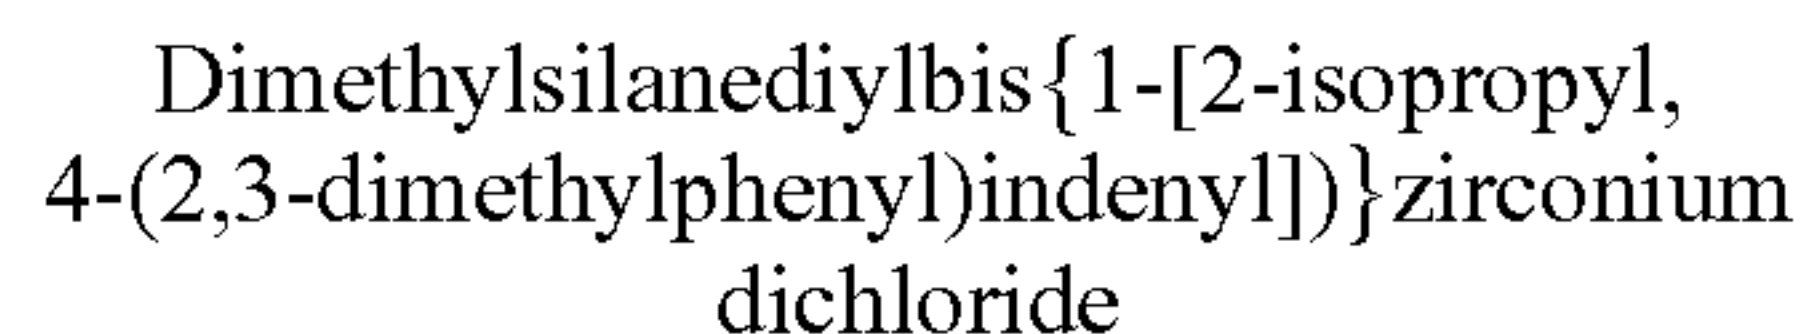 Dimethylsilanediylbis{1-[2-isopropyl,
4-(2,3-dimethylphenyl)indenyl])}zirconium
dichloride